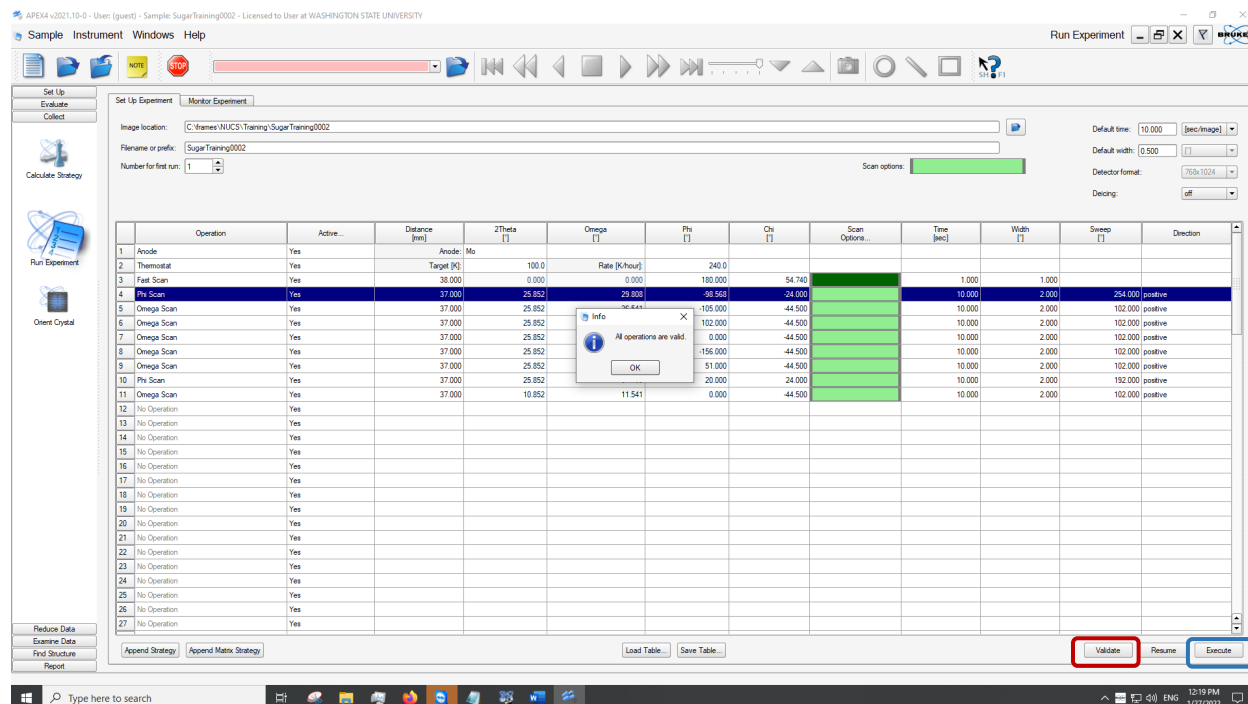 APEX4 v2021.10-0 - User: (guest) - Sample: SugarTraining0002 - Licensed to User at WASHINGTON STATE UNIVERSITY
Sample Instrument Windows Help Run Experiment BRUKER
NOTE STOP SH F1
Set Up
Evaluate
Collect
Calculate Strategy
Run Experiment
Orient Crystal
Reduce Data
Examine Data
Find Structure
Report
Set Up Experiment Monitor Experiment
Image location: C:\frames\NUCS\Training\SugarTraining0002
Filename or prefix: SugarTraining0002
Number for first run: 1
Scan options:
Default time: 10.000 [sec/image]
Default width: 0.500 [°]
Detector format: 768x1024
Deicing: off
Operation Active... Distance [mm] 2Theta [°] Omega [°] Phi [°] Chi [°] Scan Options... Time [sec] Width [°] Sweep [°] Direction
1 Anode Yes Anode: Mo
2 Thermostat Yes Target [K]: 100.0 Rate [K/hour]: 240.0
3 Fast Scan Yes 38.000 0.000 0.000 180.000 54.740 1.000 1.000
4 Phi Scan Yes 37.000 25.852 29.808 -98.568 -24.000 10.000 2.000 254.000 positive
5 Omega Scan Yes 37.000 25.852 -105.000 -44.500 10.000 2.000 102.000 positive
6 Omega Scan Yes 37.000 25.852 102.000 -44.500 10.000 2.000 102.000 positive
7 Omega Scan Yes 37.000 25.852 0.000 -44.500 10.000 2.000 102.000 positive
8 Omega Scan Yes 37.000 25.852 -156.000 -44.500 10.000 2.000 102.000 positive
9 Omega Scan Yes 37.000 25.852 51.000 -44.500 10.000 2.000 102.000 positive
10 Phi Scan Yes 37.000 25.852 20.000 24.000 10.000 2.000 192.000 positive
11 Omega Scan Yes 37.000 10.852 11.541 0.000 -44.500 10.000 2.000 102.000 positive
12 No Operation Yes
13 No Operation Yes
14 No Operation Yes
15 No Operation Yes
16 No Operation Yes
17 No Operation Yes
18 No Operation Yes
19 No Operation Yes
20 No Operation Yes
21 No Operation Yes
22 No Operation Yes
23 No Operation Yes
24 No Operation Yes
25 No Operation Yes
26 No Operation Yes
27 No Operation Yes
Info
All operations are valid.
OK
Append Strategy Append Matrix Strategy Load Table... Save Table... Validate Resume Execute
Type here to search
ENG 12:19 PM
1/27/2022